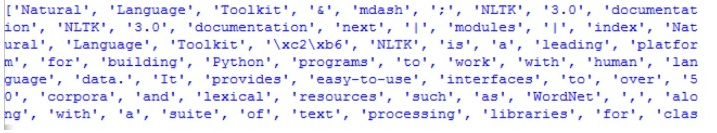 ['Natural', 'Language', 'Toolkit', '&', 'mdash', ';', 'NLTK', '3.0', 'documentat
ion', 'NLTK', '3.0', 'documentation', 'next', '|', 'modules', '|', 'index', 'Nat
ural', 'Language', 'Toolkit', '\xc2\xb6', 'NLTK', 'is', 'a', 'leading', 'platfor
m', 'for', 'building', 'Python', 'programs', 'to', 'work', 'with', 'human', 'lan
guage', 'data.', 'It', 'provides', 'easy-to-use', 'interfaces', 'to', 'over', '5
0', 'corpora', 'and', 'lexical', 'resources', 'such', 'as', 'WordNet', ',', 'alo
ng', 'with', 'a', 'suite', 'of', 'text', 'processing', 'libraries', 'for', 'clas